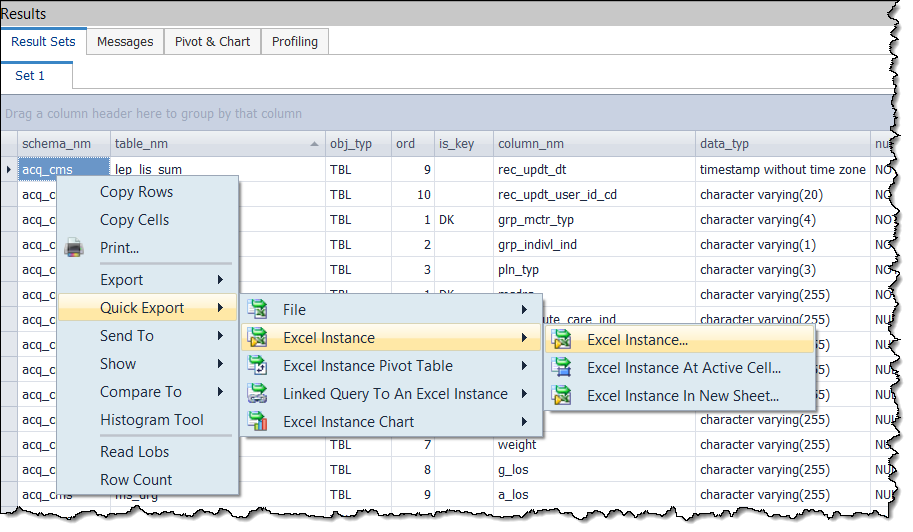 Results
Result Sets Messages Pivot & Chart Profiling
Set 1
Drag a column header here to group by that column
schema_nm table_nm obj_typ ord is_key column_nm data_typ nu
acq_cms lep_lis_sum TBL 9 rec_updt_dt timestamp without time zone NO
acq_c TBL 10 rec_updt_user_id_cd character varying(20) NO
acq_c TBL 1 DK grp_mctr_typ character varying(4) NO
acq_c TBL 2 grp_indivl_ind character varying(1) NO
acq_c TBL 3 pln_typ character varying(3) NO
acq_c TBL 1 DK character varying(255) NO
acq_c ute_care_ind character varying(255) NU
acq_c
acq_c
acq_c
acq_c character varying(255) NU
acq_c TBL 7 weight character varying(255) NU
acq_c TBL 8 g_los character varying(255) NU
acq_cms ms_drg TBL 9 a_los character varying(255) NU
Copy Rows
Copy Cells
Print...
Export
Quick Export
Send To
Show
Compare To
Histogram Tool
Read Lobs
Row Count
File
Excel Instance
Excel Instance Pivot Table
Linked Query To An Excel Instance
Excel Instance Chart
Excel Instance...
Excel Instance At Active Cell...
Excel Instance In New Sheet...